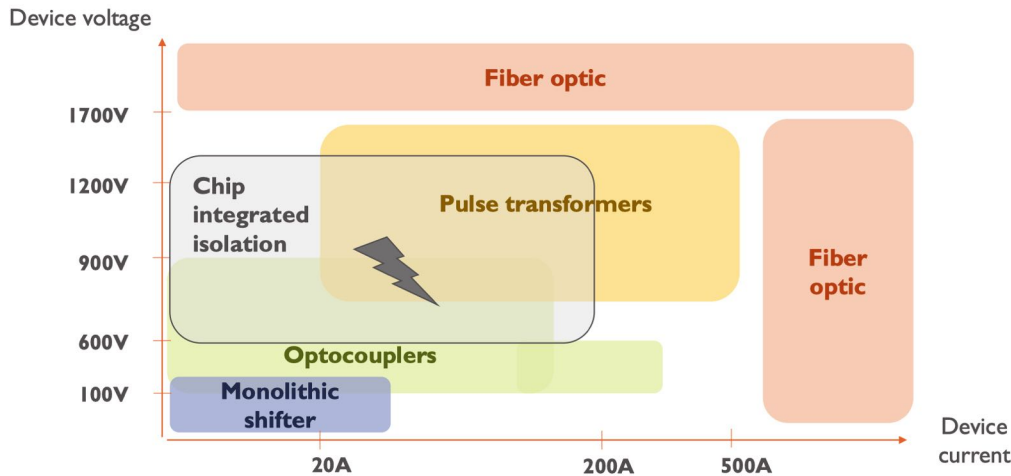 Device voltage
Fiber optic
1700V
1200V
Chip
integrated
isolation
Pulse transformers
900V
Fiber
optic
600V
Optocouplers
100V
Monolithic
shifter
Device
current
20A
200A
500A